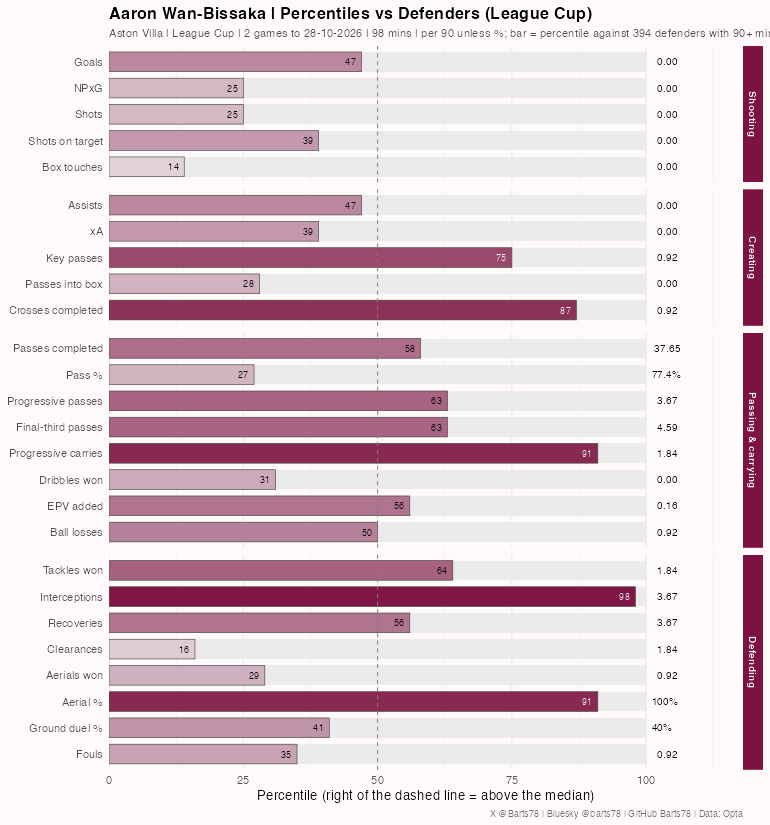 Aaron Wan-Bissaka | Percentiles vs Defenders (League Cup)
Aston Villa | League Cup | 2 games to 28-10-2026 | 98 mins | per 90 unless %; bar = percentile against 394 defenders with 90+
Goals 47 0.00
NPxG 25 0.00
Shots 25 0.00
Shots on target 39 0.00
Box touches 14 0.00
Shooting
Assists 47 0.00
xA 39 0.00
Key passes 75 0.92
Passes into box 28 0.00
Crosses completed 87 0.92
Creating
Passes completed 58 37.65
Pass % 27 77.4%
Progressive passes 63 3.67
Final-third passes 63 4.59
Progressive carries 91 1.84
Dribbles won 31 0.00
EPV added 56 0.16
Ball losses 50 0.92
Passing & carrying
Tackles won 64 1.84
Interceptions 98 3.67
Recoveries 56 3.67
Clearances 16 1.84
Aerials won 29 0.92
Aerial % 91 100%
Ground duel % 41 40%
Fouls 35 0.92
Defending
0 25 50 75 100
Percentile (right of the dashed line = above the median)
X @Barts78 | Bluesky @barts78 | GitHub Barts78 | Data: Opta